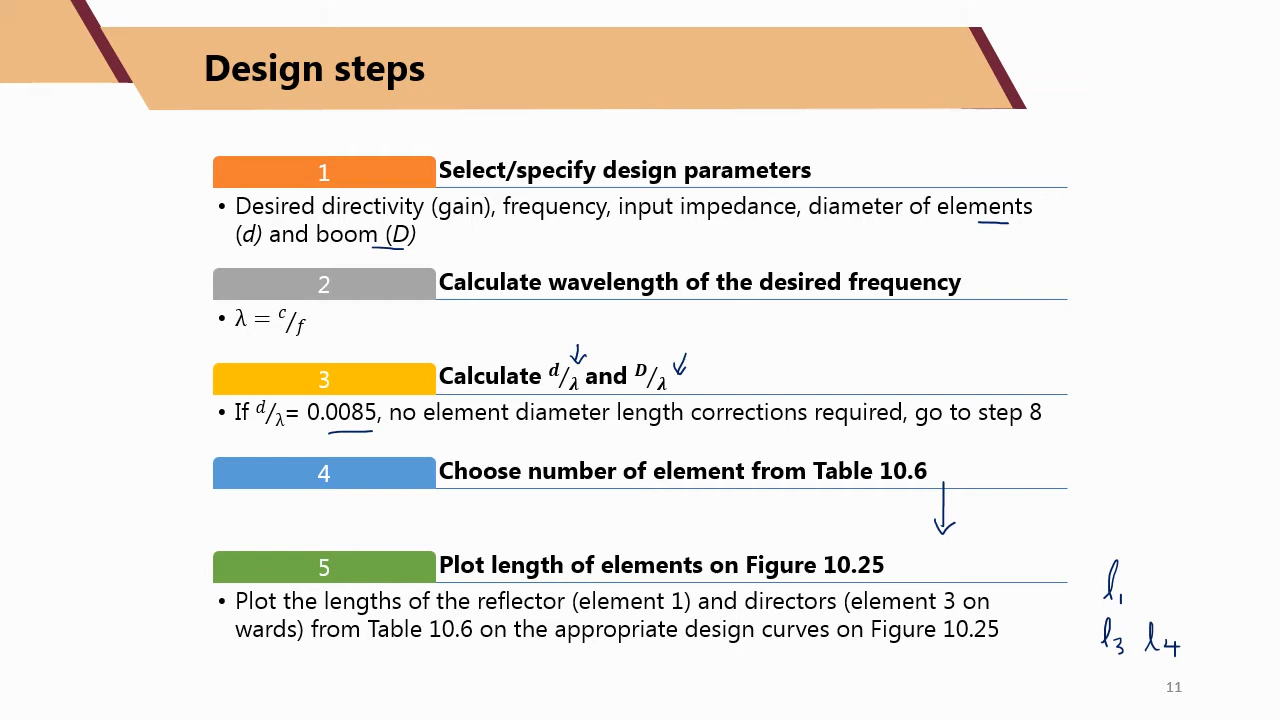 Design steps
1
Select/specify design parameters
• Desired directivity (gain), frequency, input impedance, diameter of elements
(d) and boom (D)
2
Calculate wavelength of the desired frequency
• λ = c/f
3
Calculate d/λ and D/λ
• If d/λ= 0.0085, no element diameter length corrections required, go to step 8
4
Choose number of element from Table 10.6
5
Plot length of elements on Figure 10.25
• Plot the lengths of the reflector (element 1) and directors (element 3 on
wards) from Table 10.6 on the appropriate design curves on Figure 10.25
l1
l3 l4
11